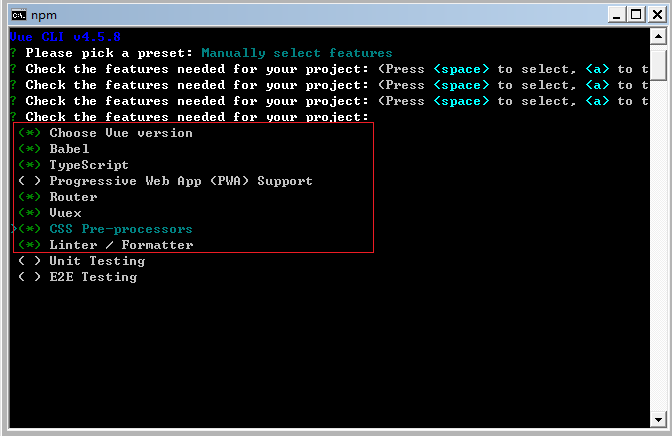 npm
Vue CLI v4.5.8
? Please pick a preset: Manually select features
? Check the features needed for your project: (Press <space> to select, <a> to t
? Check the features needed for your project: (Press <space> to select, <a> to t
? Check the features needed for your project: (Press <space> to select, <a> to t
? Check the features needed for your project:
(*) Choose Vue version
(*) Babel
(*) TypeScript
( ) Progressive Web App (PWA) Support
(*) Router
(*) Vuex
>(*) CSS Pre-processors
(*) Linter / Formatter
( ) Unit Testing
( ) E2E Testing